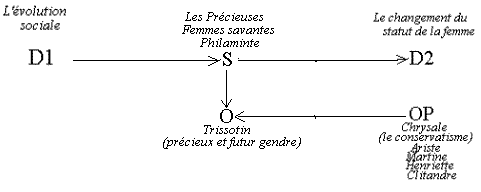 L'évolution
sociale
Les Précieuses
Femmes savantes
Philaminte
Le changement du
statut de la femme
D1
S
D2
O
Trissotin
(précieux et futur gendre)
OP
Chrysale
(le conservatisme)
Ariste
Martine
Henriette
Clitandre